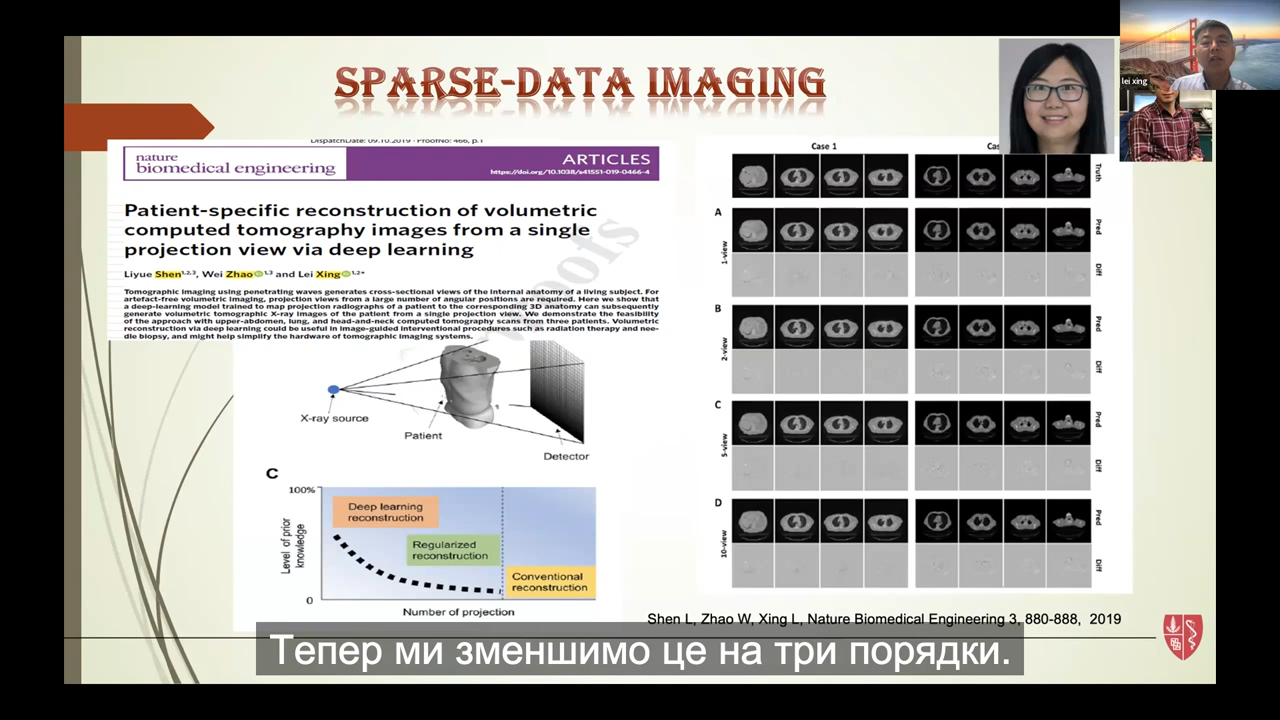 SPARSE-DATA IMAGING
lei xing
DispatchDate: 09.10.2019 · ProofNo: 466, p.1
nature
biomedical engineering
ARTICLES
https://doi.org/10.1038/s41551-019-0466-4
Patient-specific reconstruction of volumetric
computed tomography images from a single
projection view via deep learning
Liyue Shen1,2,3, Wei Zhao1,3 and Lei Xing1,2*
Tomographic imaging using penetrating waves generates cross-sectional views of the internal anatomy of a living subject. For
artefact-free volumetric imaging, projection views from a large number of angular positions are required. Here we show that
a deep-learning model trained to map projection radiographs of a patient to the corresponding 3D anatomy can subsequently
generate volumetric tomographic X-ray images of the patient from a single projection view. We demonstrate the feasibility
of the approach with upper-abdomen, lung, and head-and-neck computed tomography scans from three patients. Volumetric
reconstruction via deep learning could be useful in image-guided interventional procedures such as radiation therapy and nee-
dle biopsy, and might help simplify the hardware of tomographic imaging systems.
X-ray source
Patient
Detector
C
100%
Level of prior
knowledge
0
Deep learning
reconstruction
Regularized
reconstruction
Conventional
reconstruction
Number of projection
Case 1
Truth
A
1-view
Pred
Diff
B
2-view
Pred
Diff
C
5-view
Pred
Diff
D
10-view
Pred
Diff
Shen L, Zhao W, Xing L, Nature Biomedical Engineering 3, 880-888, 2019
Тепер ми зменшимо це на три порядки.